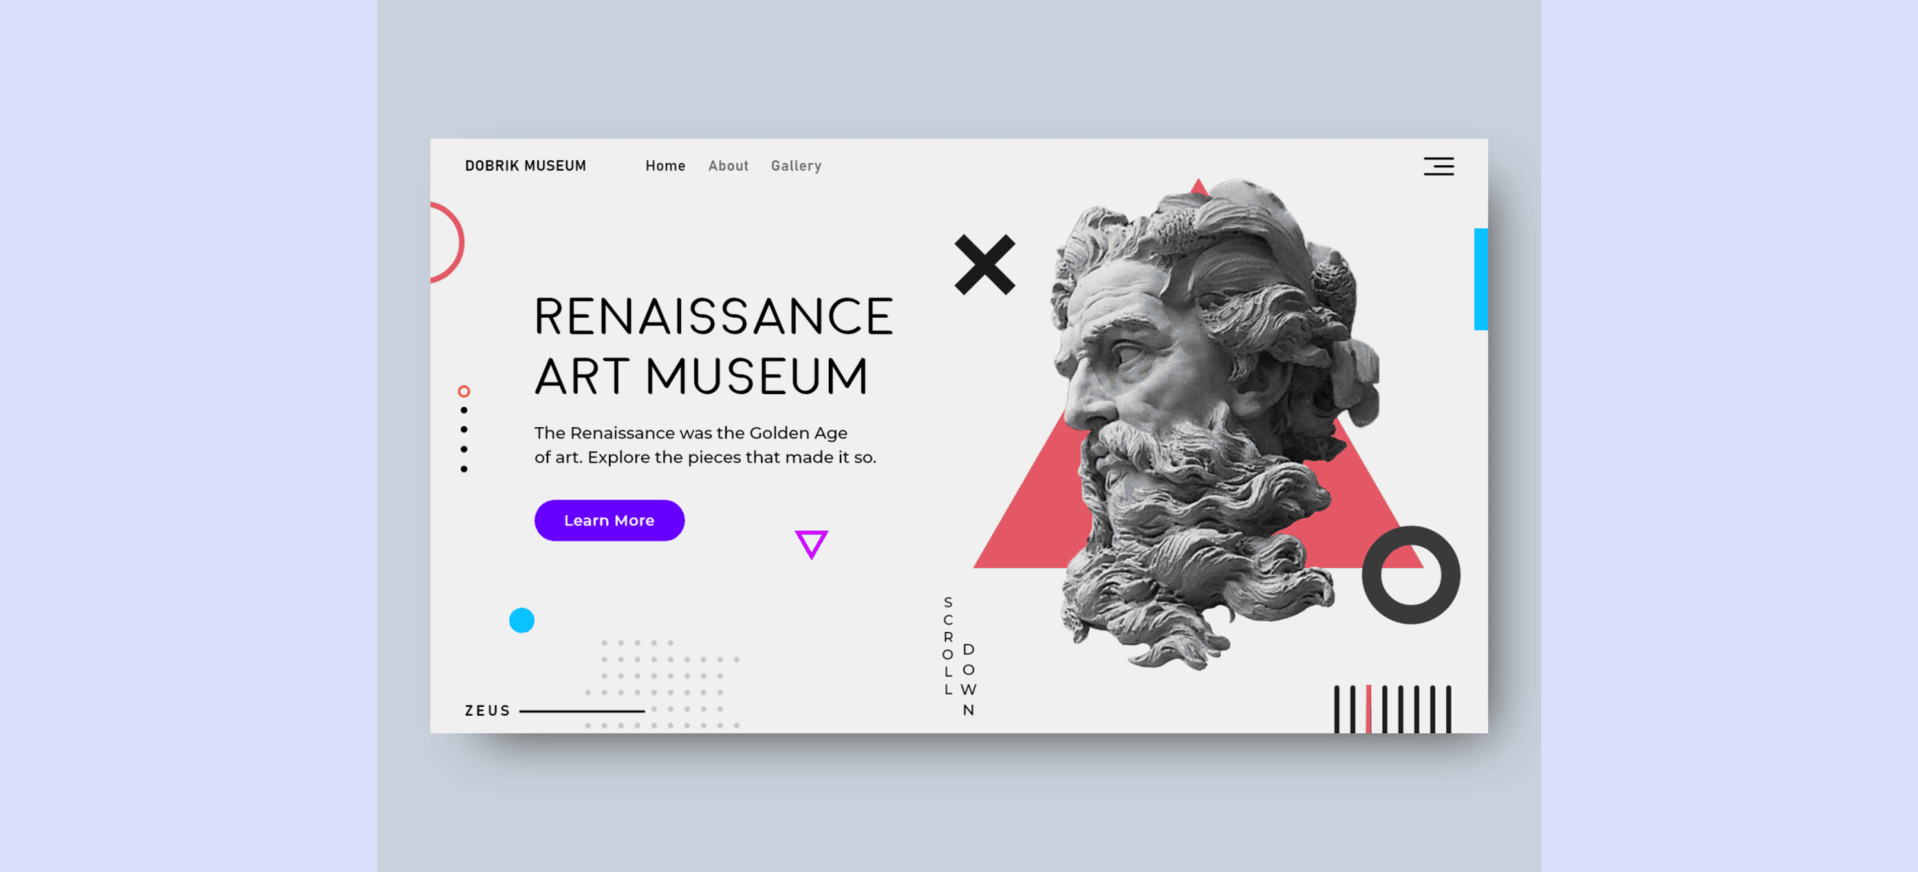 DOBRIK MUSEUM Home About Gallery
RENAISSANCE
ART MUSEUM
The Renaissance was the Golden Age
of art. Explore the pieces that made it so.
Learn More
SCROLL
DOWN
ZEUS